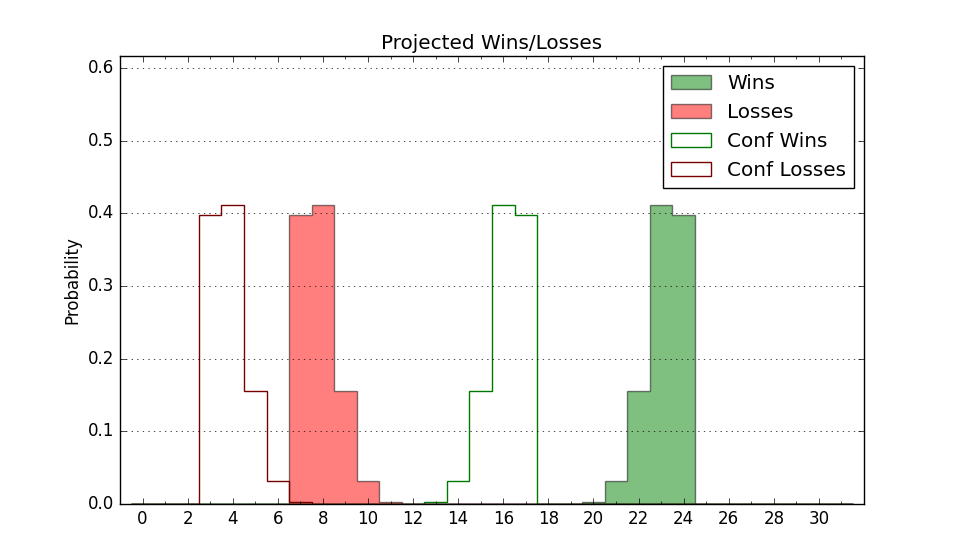 Projected Wins/Losses
0.6
0.5
0.4
0.3
0.2
0.1
0.0
Probability
Wins
Losses
Conf Wins
Conf Losses
0 2 4 6 8 10 12 14 16 18 20 22 24 26 28 30